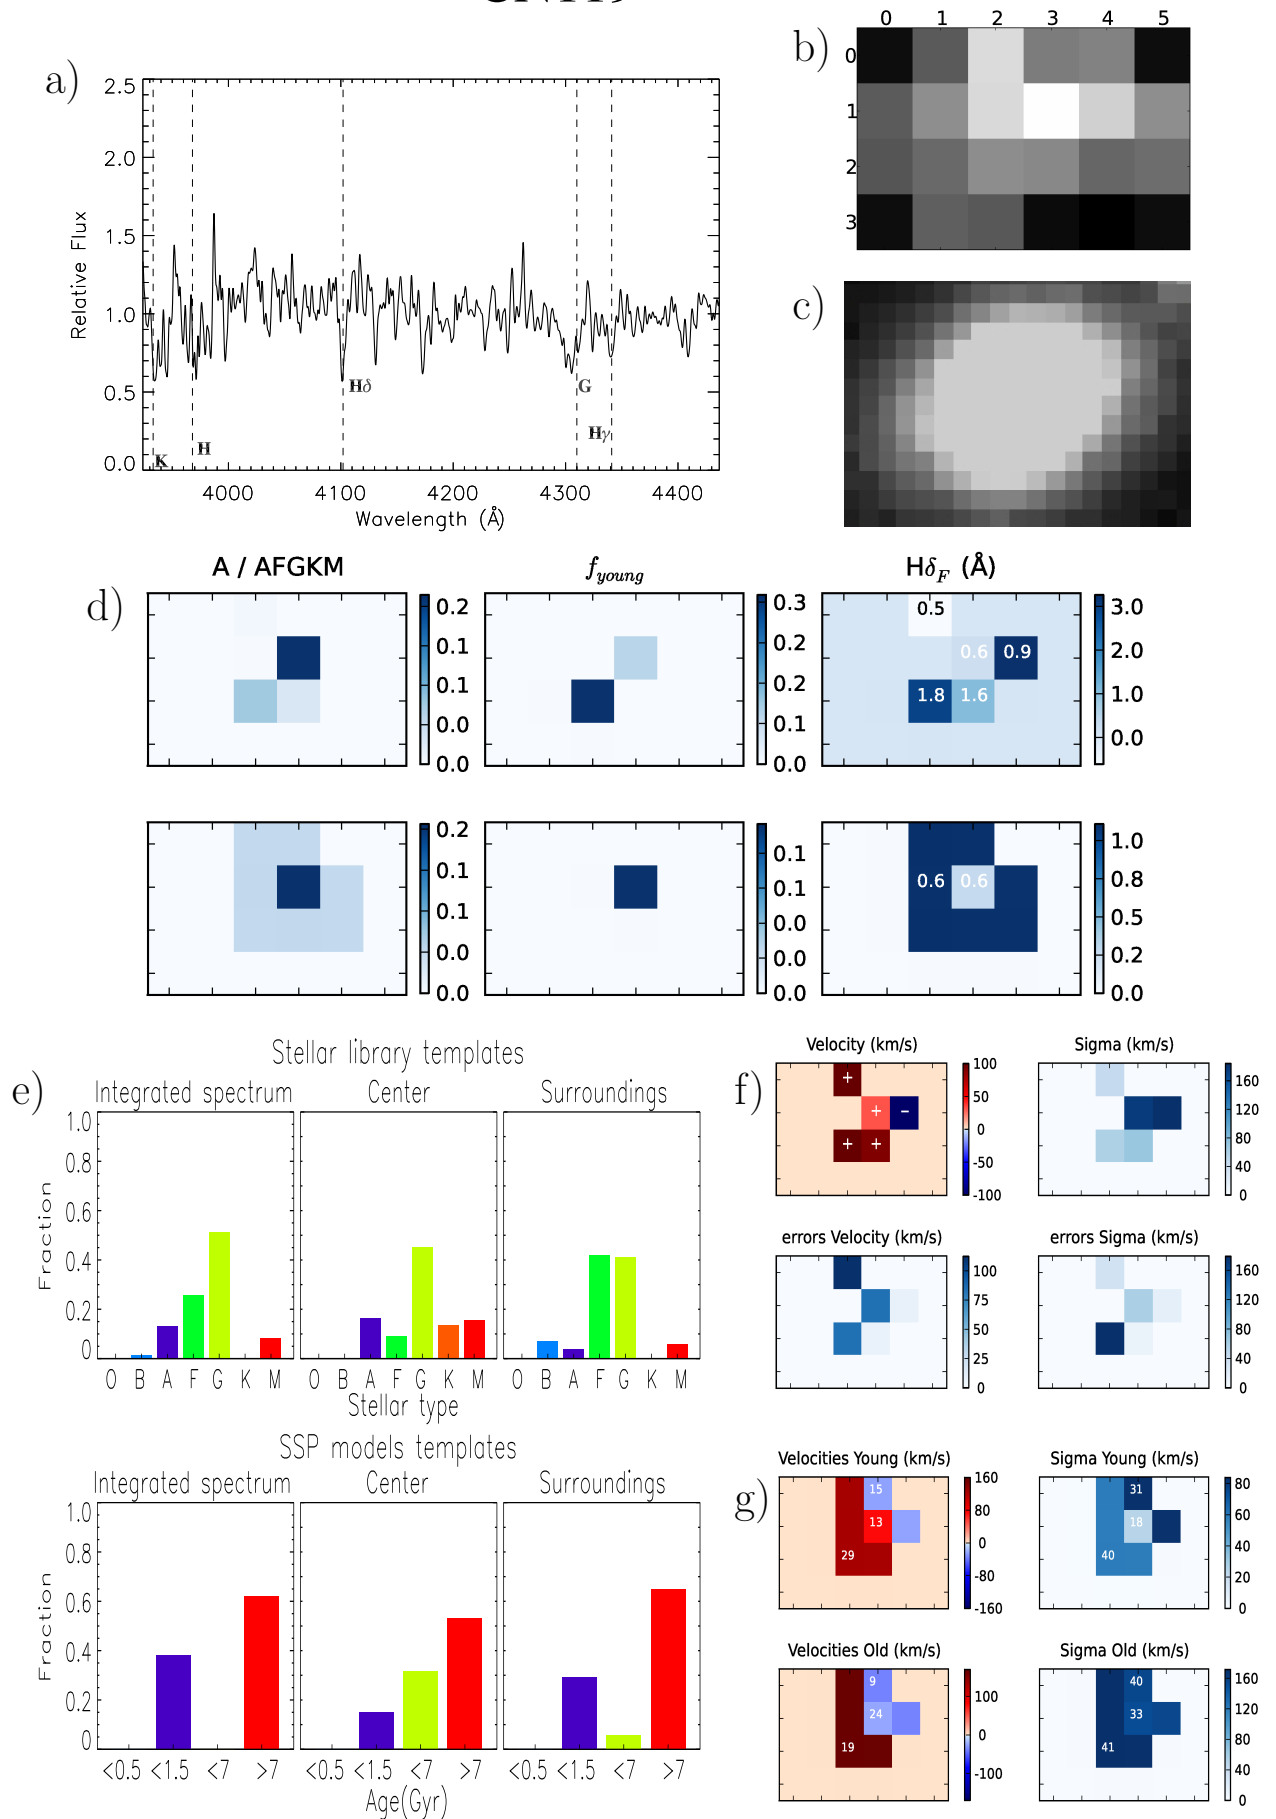 a)
2.5
2.0
1.5
1.0
0.5
0.0
Relative Flux
K
H
Hδ
G
Hγ
4000 4100 4200 4300 4400
Wavelength (Å)
b)
0 1 2 3 4 5
0
1
2
3
c)
d)
A / AFGKM
0.2
0.1
0.1
0.0
0.0
f young
0.3
0.2
0.2
0.1
0.0
Hδ F (Å)
0.5
0.6 0.9
1.8 1.6
3.0
2.0
1.0
0.0
0.2
0.1
0.1
0.0
0.0
0.1
0.1
0.0
0.0
0.6 0.6
1.0
0.8
0.5
0.2
0.0
e)
Stellar library templates
Integrated spectrum Center Surroundings
1.0
0.8
0.6
0.4
0.2
0
Fraction
O B A F G K M O B A F G K M O B A F G K M
Stellar type
SSP models templates
Integrated spectrum Center Surroundings
1.0
0.8
0.6
0.4
0.2
0
Fraction
<0.5 <1.5 <7 >7 <0.5 <1.5 <7 >7 <0.5 <1.5 <7 >7
Age(Gyr)
f)
Velocity (km/s)
+
+ −
+ +
100
50
0
-50
-100
Sigma (km/s)
160
120
80
40
0
errors Velocity (km/s)
100
75
50
25
0
errors Sigma (km/s)
160
120
80
40
0
g)
Velocities Young (km/s)
15
13
29
160
80
0
-80
-160
Sigma Young (km/s)
31
18
40
80
60
40
20
0
Velocities Old (km/s)
9
24
19
100
0
-100
Sigma Old (km/s)
40
33
41
160
120
80
40
0